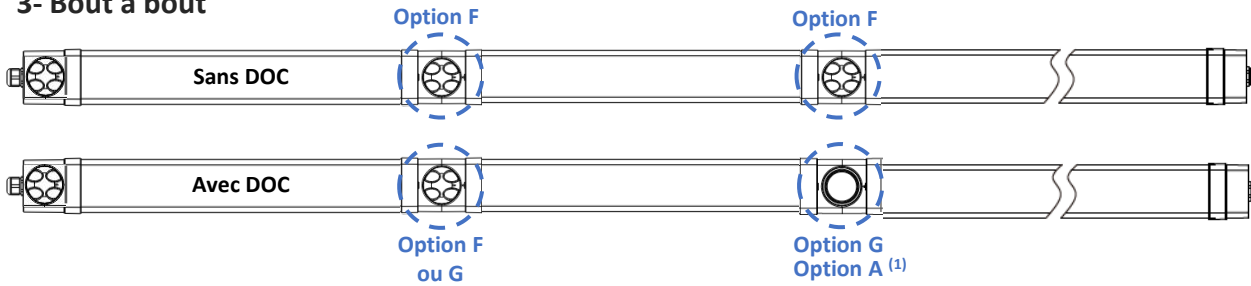 3- Bout à bout
Option F
Option F
Sans DOC
Avec DOC
Option F
ou G
Option G
Option A (1)